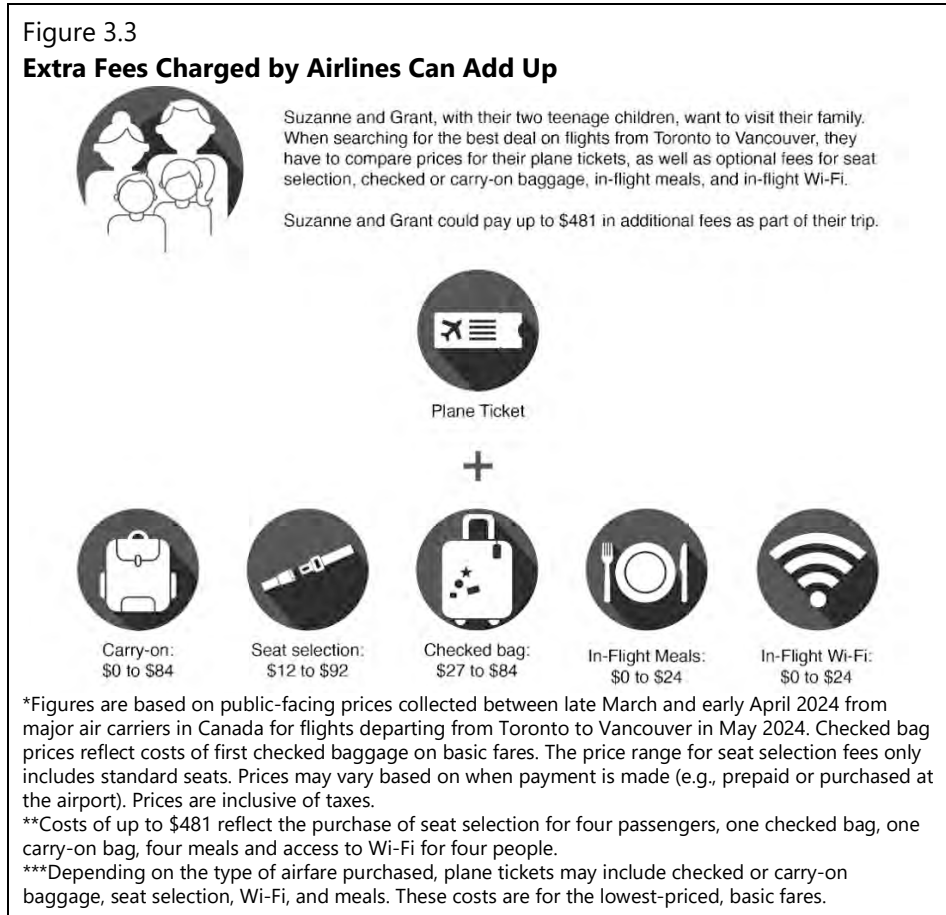 Figure 3.3
Extra Fees Charged by Airlines Can Add Up
Suzanne and Grant, with their two teenage children, want to visit their family.
When searching for the best deal on flights from Toronto to Vancouver, they
have to compare prices for their plane tickets, as well as optional fees for seat
selection, checked or carry-on baggage, in-flight meals, and in-flight Wi-Fi.
Suzanne and Grant could pay up to $481 in additional fees as part of their trip.
Plane Ticket
+
Carry-on:
$0 to $84
Seat selection:
$12 to $92
Checked bag:
$27 to $84
In-Flight Meals:
$0 to $24
In-Flight Wi-Fi:
$0 to $24
*Figures are based on public-facing prices collected between late March and early April 2024 from
major air carriers in Canada for flights departing from Toronto to Vancouver in May 2024. Checked bag
prices reflect costs of first checked baggage on basic fares. The price range for seat selection fees only
includes standard seats. Prices may vary based on when payment is made (e.g., prepaid or purchased at
the airport). Prices are inclusive of taxes.
**Costs of up to $481 reflect the purchase of seat selection for four passengers, one checked bag, one
carry-on bag, four meals and access to Wi-Fi for four people.
***Depending on the type of airfare purchased, plane tickets may include checked or carry-on
baggage, seat selection, Wi-Fi, and meals. These costs are for the lowest-priced, basic fares.